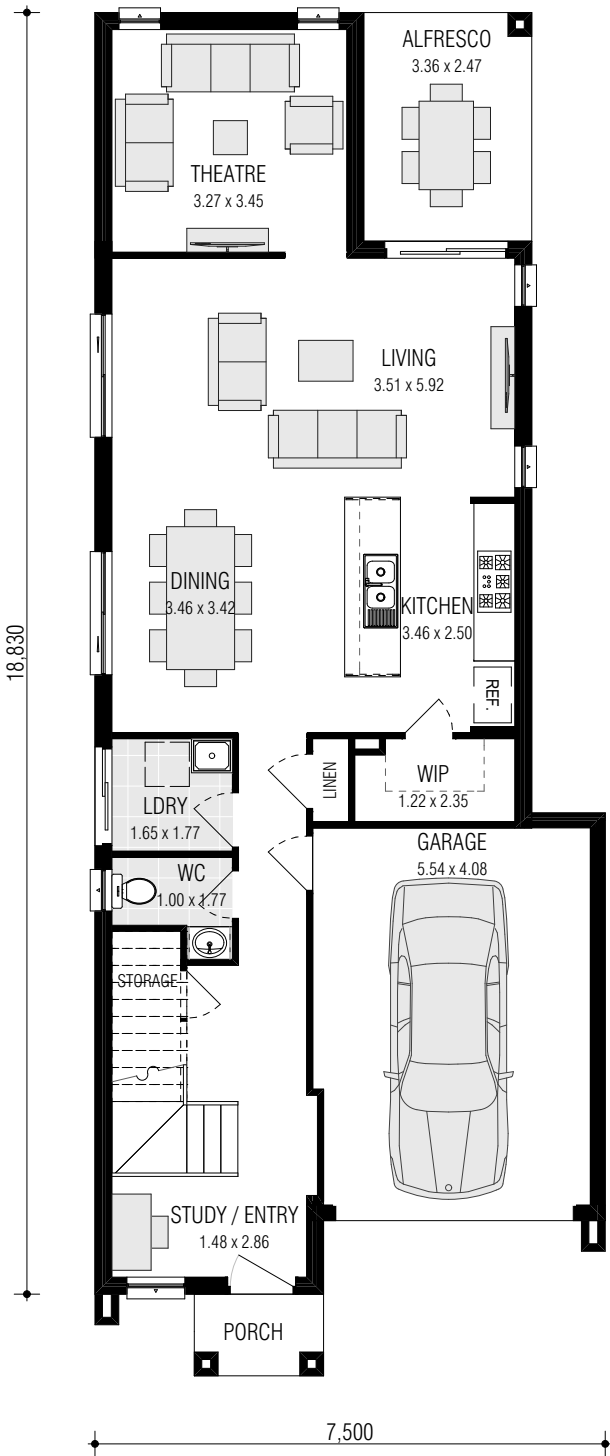 ALFRESCO
3.36 x 2.47
THEATRE
3.27 x 3.45
LIVING
3.51 x 5.92
DINING
3.46 x 3.42
KITCHEN
3.46 x 2.50
REF.
18,830
LINEN
WIP
1.22 x 2.35
LDRY
1.65 x 1.77
GARAGE
5.54 x 4.08
WC
1.00 x 1.77
STORAGE
STUDY / ENTRY
1.48 x 2.86
PORCH
7,500